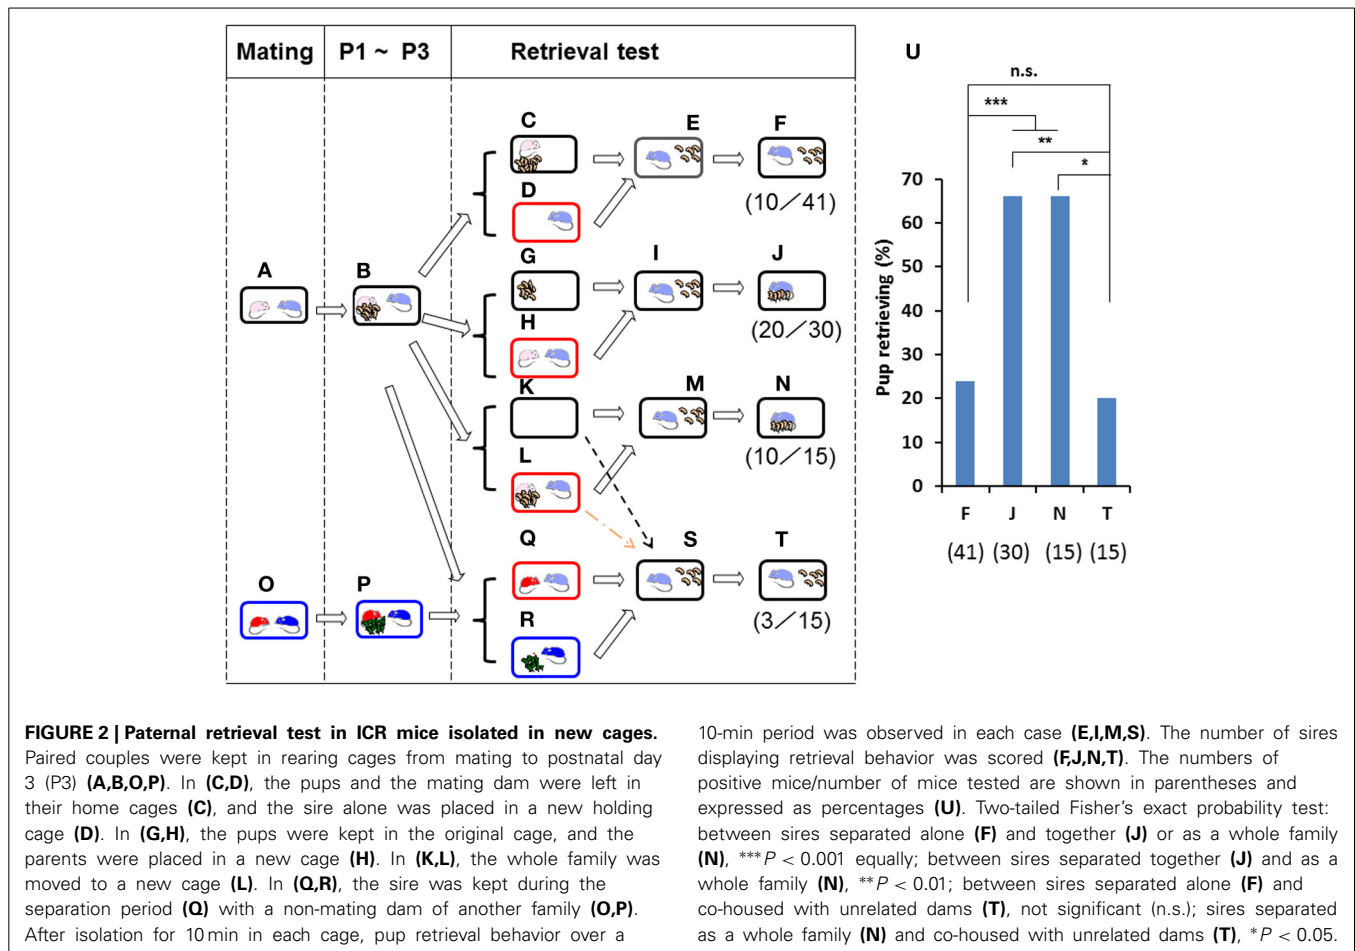 Mating P1 ~ P3 Retrieval test
U
n.s.
***
**
*
C
E
F
D
(10／41)
G
I
J
A
B
H
(20／30)
K
M
N
L
(10／15)
Q
S
T
O
P
R
(3／15)
Pup retrieving (%)
70
60
50
40
30
20
10
0
F J N T
(41) (30) (15) (15)
FIGURE 2 | Paternal retrieval test in ICR mice isolated in new cages.
Paired couples were kept in rearing cages from mating to postnatal day
3 (P3) (A,B,O,P). In (C,D), the pups and the mating dam were left in
their home cages (C), and the sire alone was placed in a new holding
cage (D). In (G,H), the pups were kept in the original cage, and the
parents were placed in a new cage (H). In (K,L), the whole family was
moved to a new cage (L). In (Q,R), the sire was kept during the
separation period (Q) with a non-mating dam of another family (O,P).
After isolation for 10 min in each cage, pup retrieval behavior over a
10-min period was observed in each case (E,I,M,S). The number of sires
displaying retrieval behavior was scored (F,J,N,T). The numbers of
positive mice/number of mice tested are shown in parentheses and
expressed as percentages (U). Two-tailed Fisher's exact probability test:
between sires separated alone (F) and together (J) or as a whole family
(N), ***P < 0.001 equally; between sires separated together (J) and as a
whole family (N), **P < 0.01; between sires separated alone (F) and
co-housed with unrelated dams (T), not significant (n.s.); sires separated
as a whole family (N) and co-housed with unrelated dams (T), *P < 0.05.